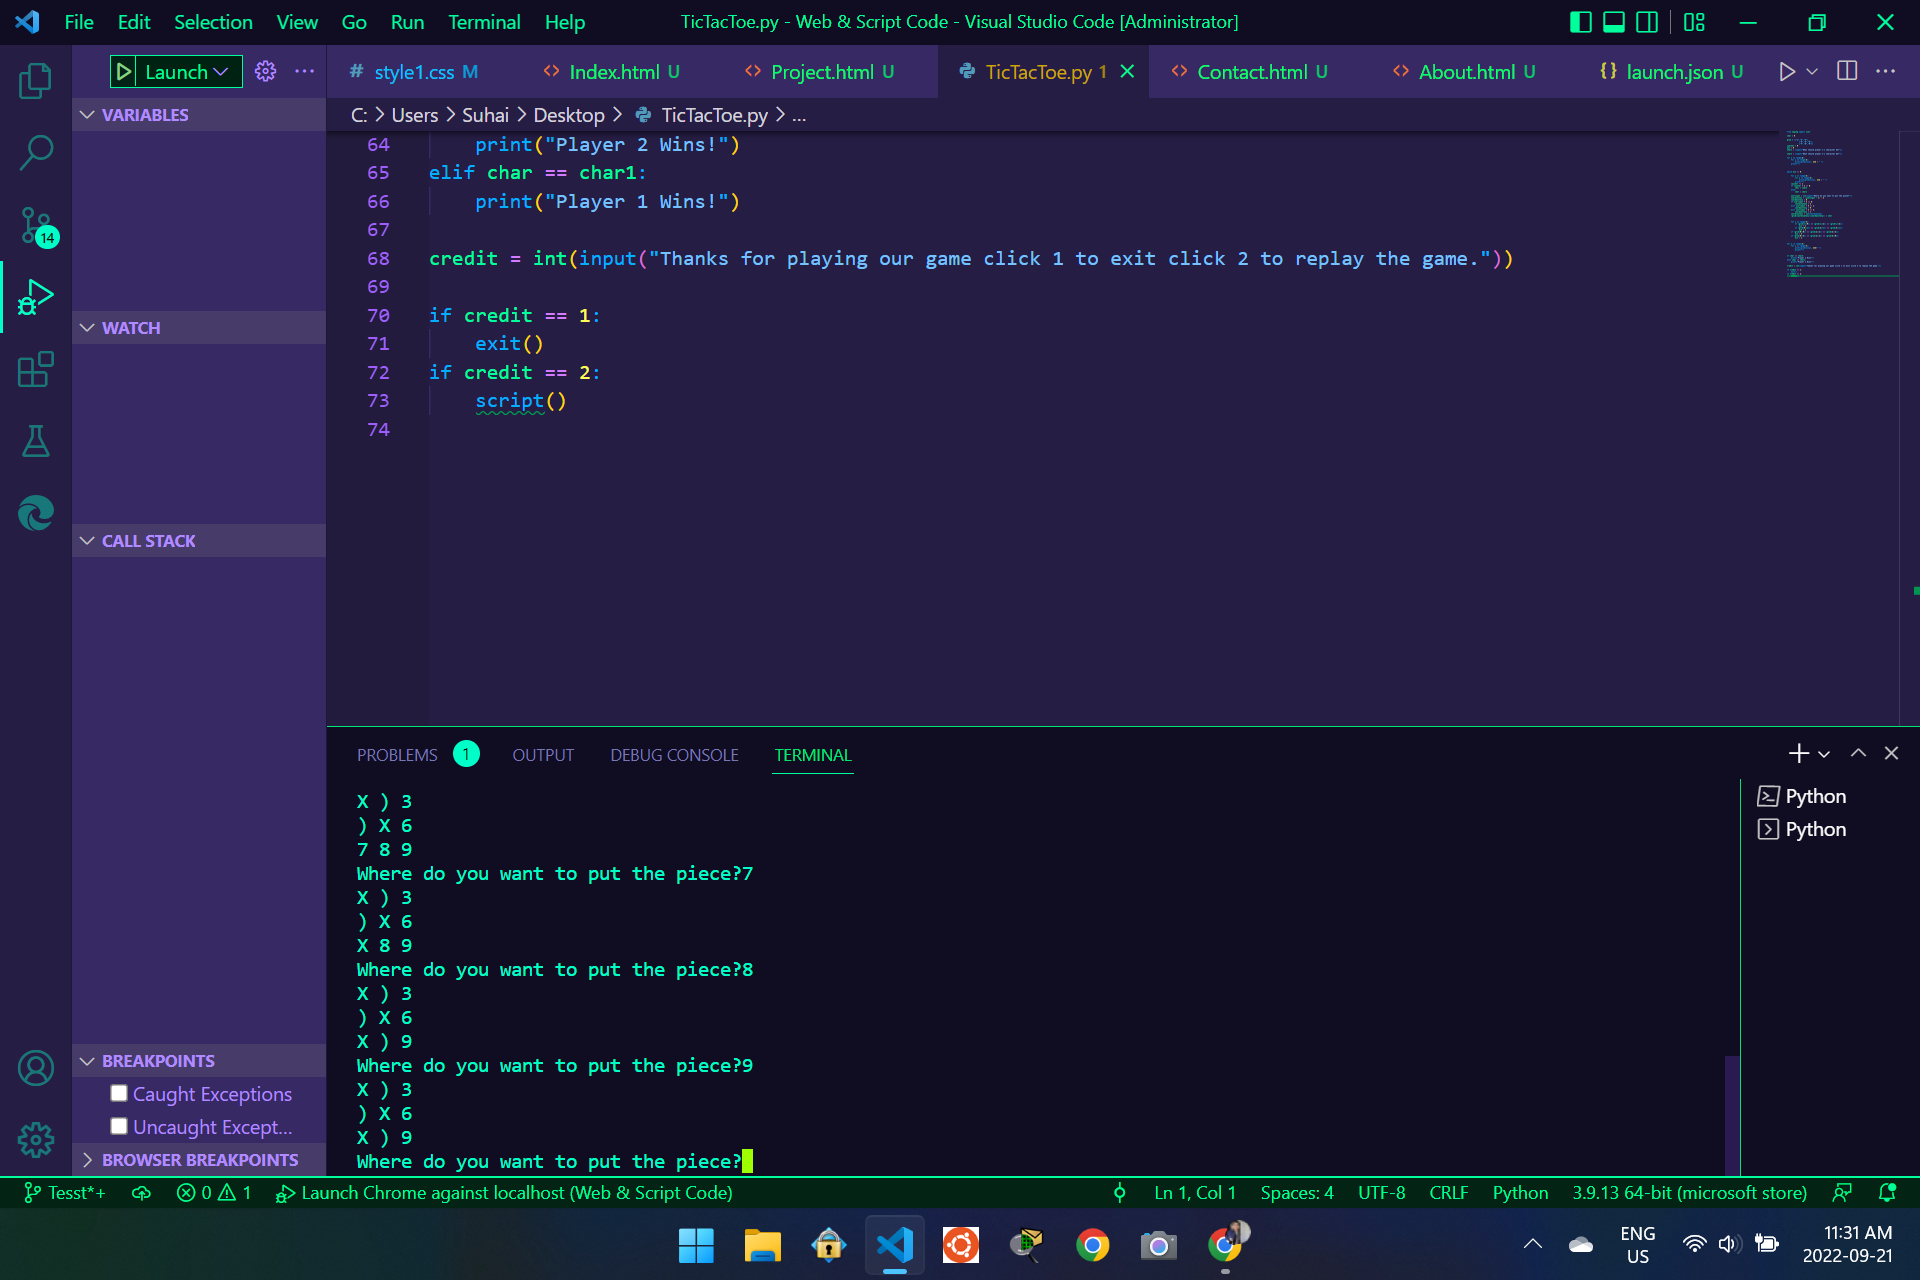 File Edit Selection View Go Run Terminal Help TicTacToe.py - Web & Script Code - Visual Studio Code [Administrator]
Launch
style1.css M
Index.html U
Project.html U
TicTacToe.py 1
Contact.html U
About.html U
{} launch.json U
C: > Users > Suhai > Desktop > TicTacToe.py > ...
VARIABLES
WATCH
CALL STACK
BREAKPOINTS
Caught Exceptions
Uncaught Except...
BROWSER BREAKPOINTS
14
64 print("Player 2 Wins!")
65 elif char == char1:
66 print("Player 1 Wins!")
67
68 credit = int(input("Thanks for playing our game click 1 to exit click 2 to replay the game."))
69
70 if credit == 1:
71 exit()
72 if credit == 2:
73 script()
74
PROBLEMS 1 OUTPUT DEBUG CONSOLE TERMINAL
X ) 3
) X 6
7 8 9
Where do you want to put the piece?7
X ) 3
) X 6
X 8 9
Where do you want to put the piece?8
X ) 3
) X 6
X ) 9
Where do you want to put the piece?9
X ) 3
) X 6
X ) 9
Where do you want to put the piece?
Python
Python
Tesst*+ 0 1 Launch Chrome against localhost (Web & Script Code) Ln 1, Col 1 Spaces: 4 UTF-8 CRLF Python 3.9.13 64-bit (microsoft store)
ENG
US
11:31 AM
2022-09-21